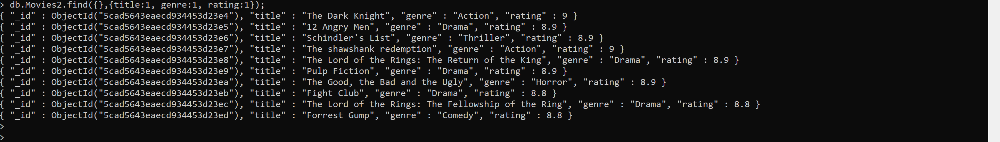 > db.Movies2.find({},{title:1, genre:1, rating:1});
{ "_id" : ObjectId("5cad5643eaecd934453d23e4"), "title" : "The Dark Knight", "genre" : "Action", "rating" : 9 }
{ "_id" : ObjectId("5cad5643eaecd934453d23e5"), "title" : "12 Angry Men", "genre" : "Drama", "rating" : 8.9 }
{ "_id" : ObjectId("5cad5643eaecd934453d23e6"), "title" : "Schindler's List", "genre" : "Thriller", "rating" : 8.9 }
{ "_id" : ObjectId("5cad5643eaecd934453d23e7"), "title" : "The shawshank redemption", "genre" : "Action", "rating" : 9 }
{ "_id" : ObjectId("5cad5643eaecd934453d23e8"), "title" : "The Lord of the Rings: The Return of the King", "genre" : "Drama", "rating" : 8.9 }
{ "_id" : ObjectId("5cad5643eaecd934453d23e9"), "title" : "Pulp Fiction", "genre" : "Drama", "rating" : 8.9 }
{ "_id" : ObjectId("5cad5643eaecd934453d23ea"), "title" : "The Good, the Bad and the Ugly", "genre" : "Horror", "rating" : 8.9 }
{ "_id" : ObjectId("5cad5643eaecd934453d23eb"), "title" : "Fight Club", "genre" : "Drama", "rating" : 8.8 }
{ "_id" : ObjectId("5cad5643eaecd934453d23ec"), "title" : "The Lord of the Rings: The Fellowship of the Ring", "genre" : "Drama", "rating" : 8.8 }
{ "_id" : ObjectId("5cad5643eaecd934453d23ed"), "title" : "Forrest Gump", "genre" : "Comedy", "rating" : 8.8 }
>
>